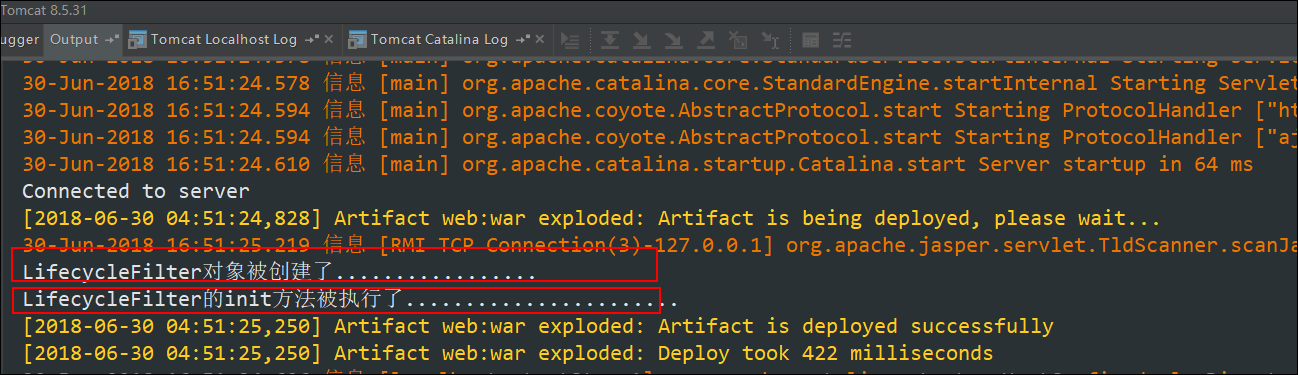 Tomcat 8.5.31
ugger Output Tomcat Localhost Log Tomcat Catalina Log
30-Jun-2018 16:51:24.578 信息 [main] org.apache.catalina.core.StandardEngine.startInternal Starting Servlet
30-Jun-2018 16:51:24.594 信息 [main] org.apache.coyote.AbstractProtocol.start Starting ProtocolHandler ["ht
30-Jun-2018 16:51:24.594 信息 [main] org.apache.coyote.AbstractProtocol.start Starting ProtocolHandler ["aj
30-Jun-2018 16:51:24.610 信息 [main] org.apache.catalina.startup.Catalina.start Server startup in 64 ms
Connected to server
[2018-06-30 04:51:24,828] Artifact web:war exploded: Artifact is being deployed, please wait...
30-Jun-2018 16:51:25.219 信息 [RMI TCP Connection(3)-127.0.0.1] org.apache.jasper.servlet.TldScanner.scanJa
LifecycleFilter对象被创建了.................
LifecycleFilter的init方法被执行了.......................
[2018-06-30 04:51:25,250] Artifact web:war exploded: Artifact is deployed successfully
[2018-06-30 04:51:25,250] Artifact web:war exploded: Deploy took 422 milliseconds